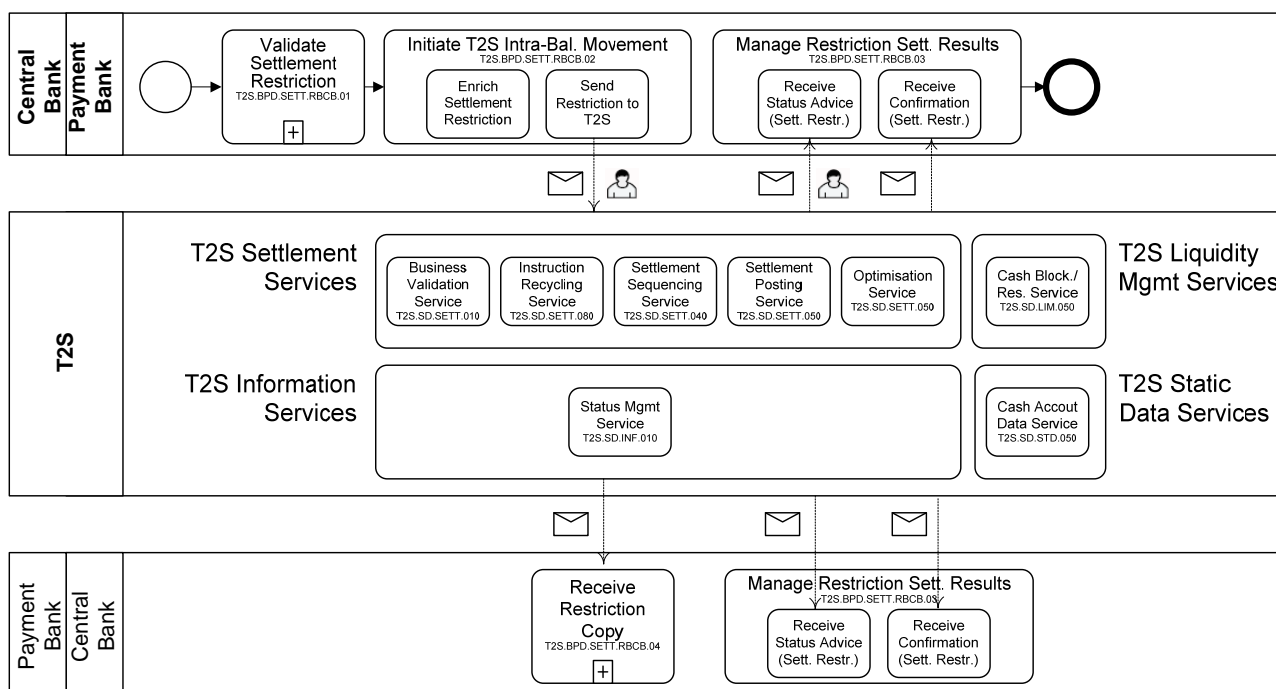 Central
Bank
Payment
Bank
Validate
Settlement
Restriction
T2S.BPD.SETT.RBCB.01
+
Initiate T2S Intra-Bal. Movement
T2S.BPD.SETT.RBCB.02
Enrich
Settlement
Restriction
Send
Restriction to
T2S
Manage Restriction Sett. Results
T2S.BPD.SETT.RBCB.03
Receive
Status Advice
(Sett. Restr.)
Receive
Confirmation
(Sett. Restr.)
T2S
T2S Settlement
Services
Business
Validation
Service
T2S.SD.SETT.010
Instruction
Recycling
Service
T2S.SD.SETT.080
Settlement
Sequencing
Service
T2S.SD.SETT.040
Settlement
Posting
Service
T2S.SD.SETT.050
Optimisation
Service
T2S.SD.SETT.050
Cash Block./
Res. Service
T2S.SD.LIM.050
T2S Liquidity
Mgmt Services
T2S Information
Services
Status Mgmt
Service
T2S.SD.INF.010
Cash Accout
Data Service
T2S.SD.STD.050
T2S Static
Data Services
Payment
Bank
Central
Bank
Receive
Restriction
Copy
T2S.BPD.SETT.RBCB.04
+
Manage Restriction Sett. Results
T2S.BPD.SETT.RBCB.03
Receive
Status Advice
(Sett. Restr.)
Receive
Confirmation
(Sett. Restr.)